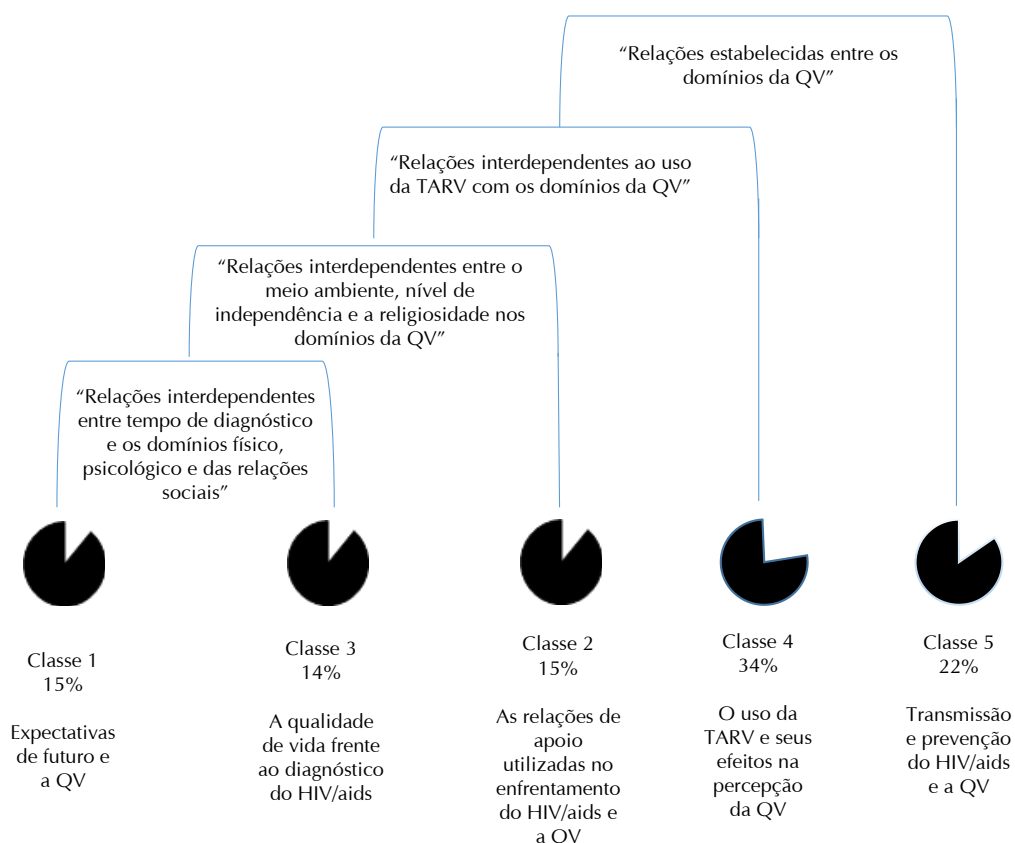 “Relações estabelecidas entre os
domínios da QV”
“Relações interdependentes ao uso
da TARV com os domínios da QV”
“Relações interdependentes entre o
meio ambiente, nível de
independência e a religiosidade nos
domínios da QV”
“Relações interdependentes
entre tempo de diagnóstico
e os domínios físico,
psicológico e das relações
sociais”
Classe 1
15%
Expectativas
de futuro e
a QV
Classe 3
14%
A qualidade
de vida frente
ao diagnóstico
do HIV/aids
Classe 2
15%
As relações de
apoio
utilizadas no
enfrentamento
do HIV/aids e
a QV
Classe 4
34%
O uso da
TARV e seus
efeitos na
percepção
da QV
Classe 5
22%
Transmissão
e prevenção
do HIV/aids
e a QV